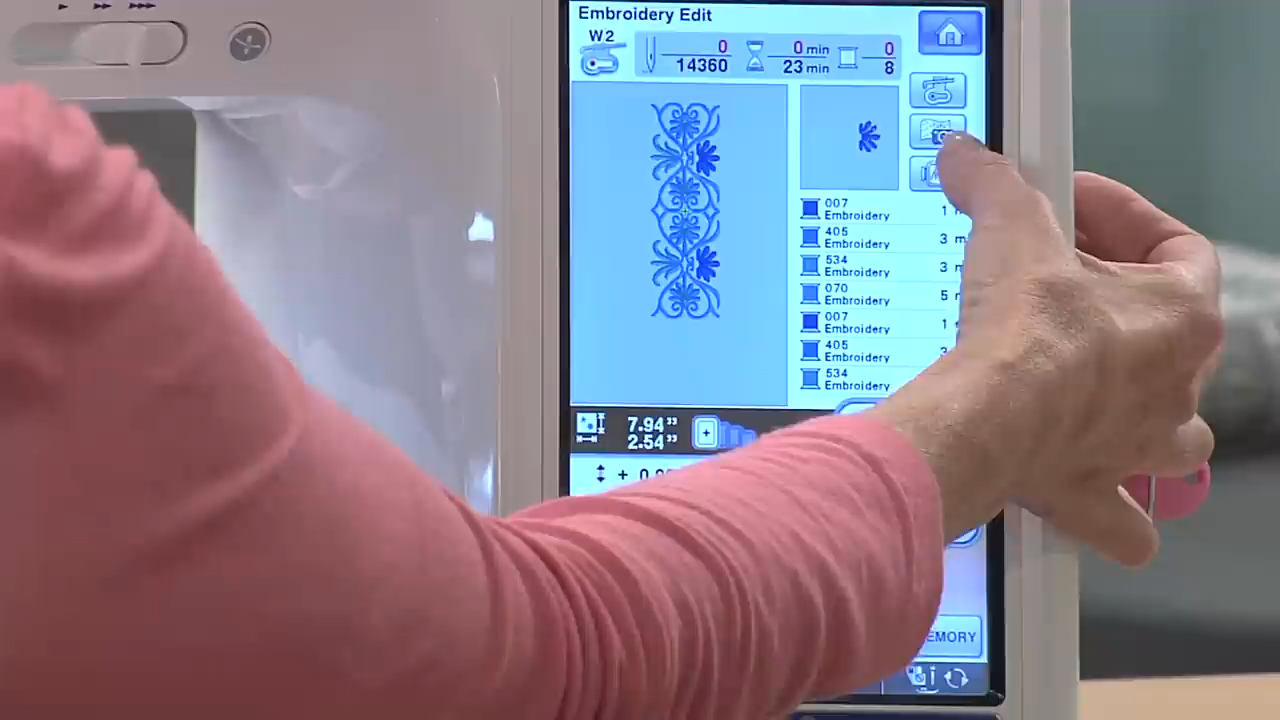 Embroidery Edit
W2
0 0 min 0
14360 23 min 8
007
Embroidery 1
405
Embroidery 3 m
534
Embroidery 3
070
Embroidery 5
007
Embroidery 1
405
Embroidery
534
Embroidery
7.94"
2.54"
+ 0.
EMORY